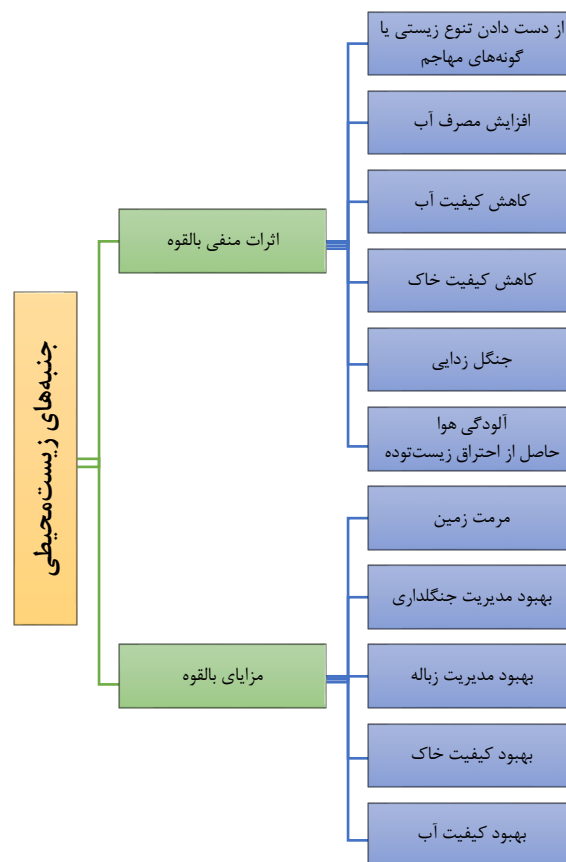 جنبه‌های زیست‌محیطی
اثرات منفی بالقوه
از دست دادن تنوع زیستی یا
گونه‌های مهاجم
افزایش مصرف آب
کاهش کیفیت آب
کاهش کیفیت خاک
جنگل زدایی
آلودگی هوا
حاصل از احتراق زیست‌توده
مزایای بالقوه
مرمت زمین
بهبود مدیریت جنگلداری
بهبود مدیریت زباله
بهبود کیفیت خاک
بهبود کیفیت آب